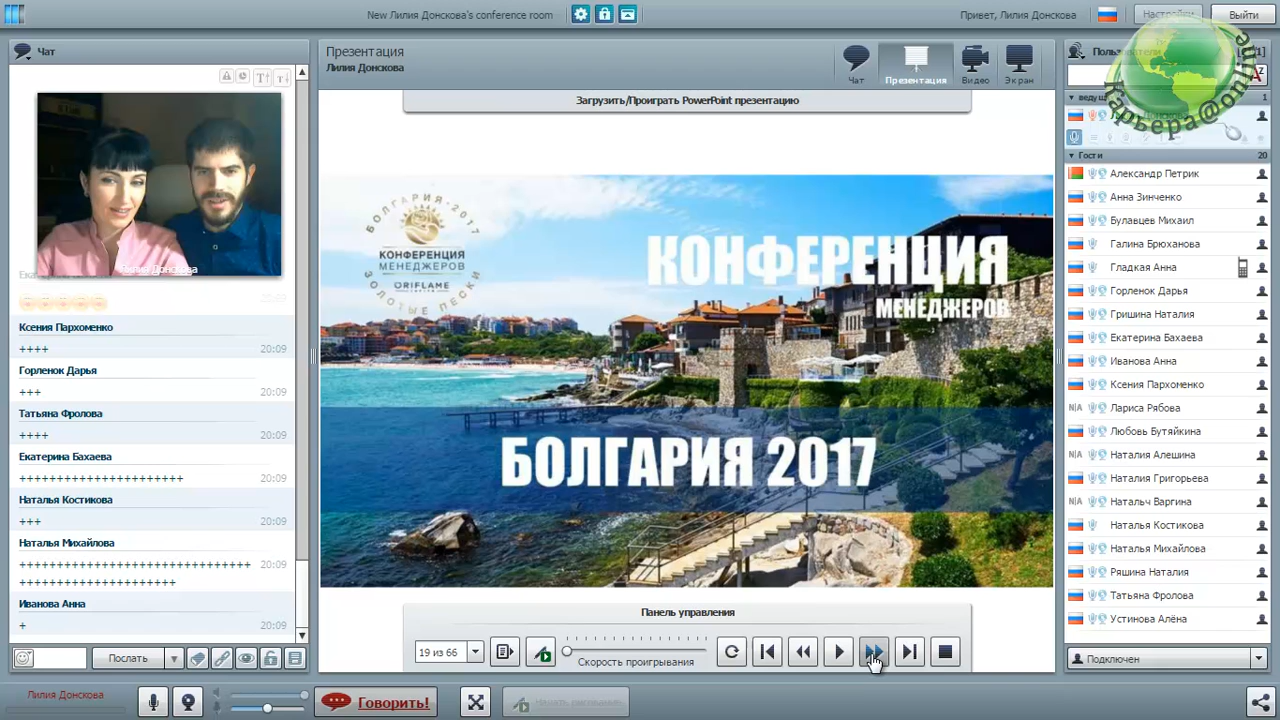 New Лилия Донскова's conference room
Привет, Лилия Донскова
Выйти
Чат
Лилия Донскова
Ксения Пархоменко
++++
20:09
Горленок Дарья
+++
20:09
Татьяна Фролова
++++
20:09
Екатерина Бахаева
++++++++++++++++++++++
20:09
Наталья Костикова
+++
20:09
Наталья Михайлова
+++++++++++++++++++++++++++++++
+++++++++++++++++++++
20:09
Иванова Анна
+
20:09
Послать
Презентация
Лилия Донскова
Чат
Презентация
Видео
Экран
Загрузить/Проиграть PowerPoint презентацию
БОЛГАРИЯ·2017
КОНФЕРЕНЦИЯ
МЕНЕДЖЕРОВ
ORIFLAME
ЗОЛОТЫЕ ПЕСКИ
КОНФЕРЕНЦИЯ
МЕНЕДЖЕРОВ
БОЛГАРИЯ 2017
Панель управления
19 из 66
Скорость проигрывания
Карьера@online
Гости
20
Александр Петрик
Анна Зинченко
Булавцев Михаил
Галина Брюханова
Гладкая Анна
Горленок Дарья
Гришина Наталия
Екатерина Бахаева
Иванова Анна
Ксения Пархоменко
N/A Лариса Рябова
Любовь Бутяйкина
N/A Наталия Алешина
Наталия Григорьева
N/A Натальч Варгина
Наталья Костикова
Наталья Михайлова
Ряшина Наталия
Татьяна Фролова
Устинова Алёна
Подключен
Лилия Донскова
Говорить!